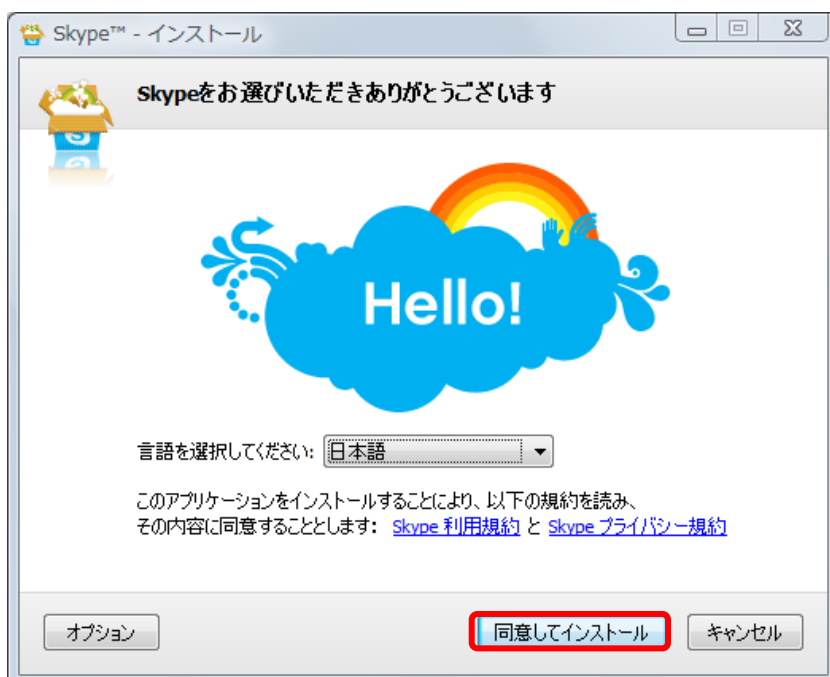 Skype™ - インストール
Skypeをお選びいただきありがとうございます
Hello!
言語を選択してください: 日本語
このアプリケーションをインストールすることにより、以下の規約を読み、
その内容に同意することとします: Skype 利用規約 と Skype プライバシー規約
オプション 同意してインストール キャンセル